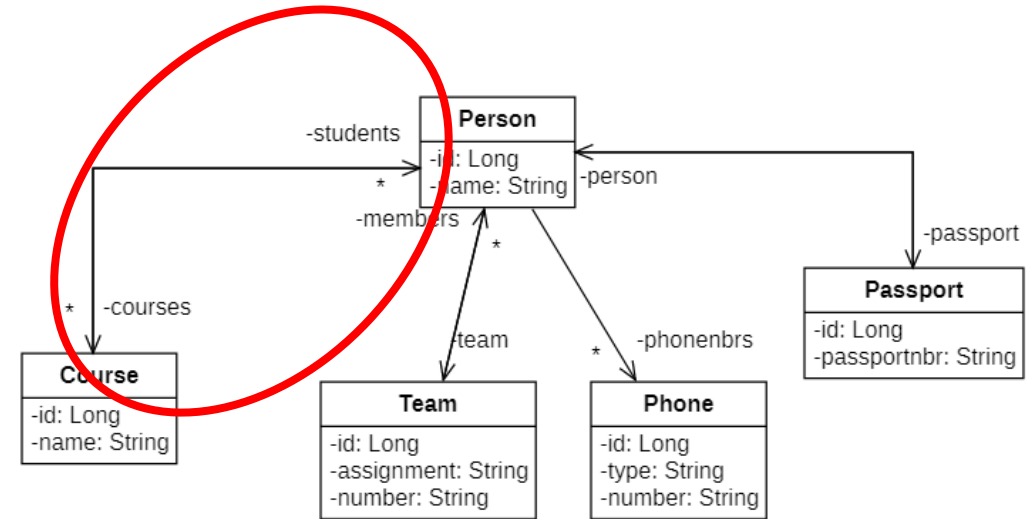 Person
-students
-id: Long
-name: String
*
-person
-members
*
-passport
Passport
-id: Long
-passportnbr: String
*
-courses
-team
-phonenbrs
*
Course
-id: Long
-name: String
Team
-id: Long
-assignment: String
-number: String
Phone
-id: Long
-type: String
-number: String